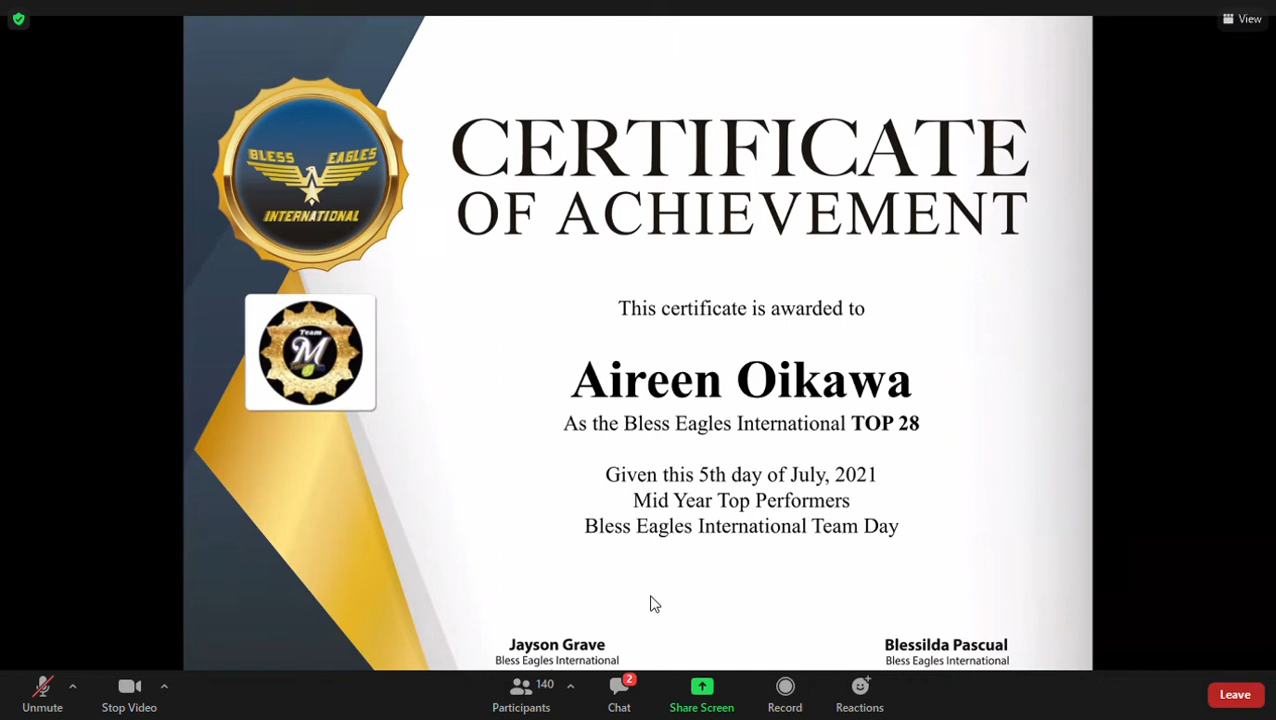 View
BLESS EAGLES
INTERNATIONAL
CERTIFICATE
OF ACHIEVEMENT
Team
M
This certificate is awarded to
Aireen Oikawa
As the Bless Eagles International TOP 28
Given this 5th day of July, 2021
Mid Year Top Performers
Bless Eagles International Team Day
Jayson Grave
Bless Eagles International
Blessilda Pascual
Bless Eagles International
Unmute
Stop Video
140
Participants
2
Chat
Share Screen
Record
Reactions
Leave